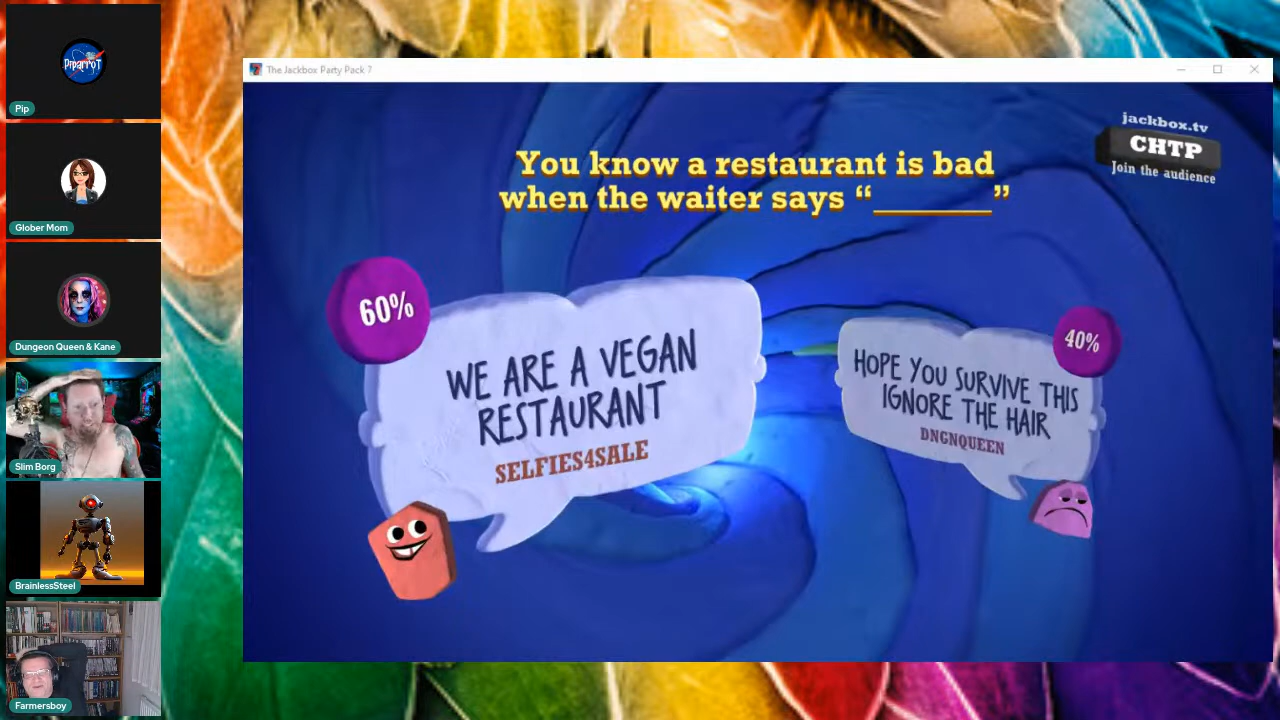 Piparrot
Pip
Glober Mom
Dungeon Queen & Kane
Slim Borg
BrainlessSteel
Farmersboy
The Jackbox Party Pack 7
jackbox.tv
CHTP
Join the audience
You know a restaurant is bad
when the waiter says “_______”
60%
WE ARE A VEGAN
RESTAURANT
SELFIES4SALE
40%
HOPE YOU SURVIVE THIS
IGNORE THE HAIR
DNGNQUEEN